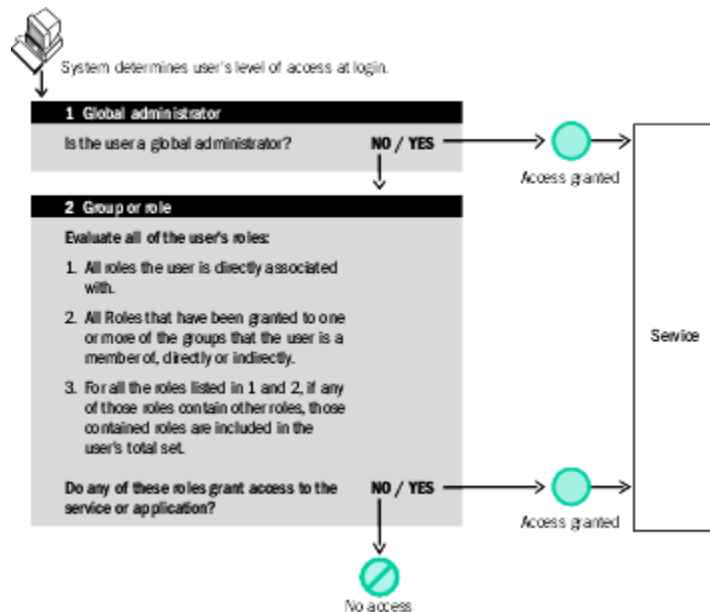 System determines user's level of access at login.
1 Global administrator
Is the user a global administrator? NO / YES
Access granted
2 Group or role
Evaluate all of the user's roles:
1. All roles the user is directly associated
with.
2. All Roles that have been granted to one
or more of the groups that the user is a
member of, directly or indirectly.
3. For all the roles listed in 1 and 2, if any
of those roles contain other roles, those
contained roles are included in the
user's total set.
Service
Do any of these roles grant access to the NO / YES
service or application?
Access granted
No access